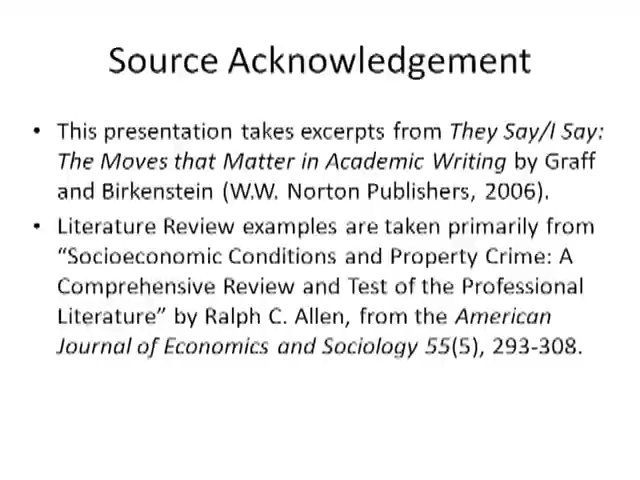 Source Acknowledgement
• This presentation takes excerpts from They Say/I Say:
The Moves that Matter in Academic Writing by Graff
and Birkenstein (W.W. Norton Publishers, 2006).
• Literature Review examples are taken primarily from
“Socioeconomic Conditions and Property Crime: A
Comprehensive Review and Test of the Professional
Literature” by Ralph C. Allen, from the American
Journal of Economics and Sociology 55(5), 293-308.